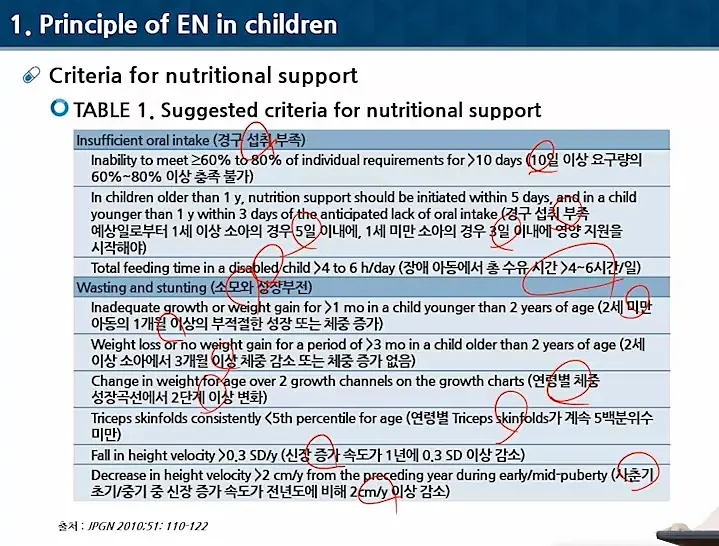 1. Principle of EN in children
Criteria for nutritional support
TABLE 1. Suggested criteria for nutritional support
Insufficient oral intake (경구 섭취 부족)
Inability to meet ≥60% to 80% of individual requirements for >10 days (10일 이상 요구량의
60%~80% 이상 충족 불가)
In children older than 1 y, nutrition support should be initiated within 5 days, and in a child
younger than 1 y within 3 days of the anticipated lack of oral intake (경구 섭취 부족
예상일로부터 1세 이상 소아의 경우 5일 이내에, 1세 미만 소아의 경우 3일 이내에 영양 지원을
시작해야)
Total feeding time in a disabled child >4 to 6 h/day (장애 아동에서 총 수유 시간 >4~6시간/일)
Wasting and stunting (소모와 성장부전)
Inadequate growth or weight gain for >1 mo in a child younger than 2 years of age (2세 미만
아동의 1개월 이상의 부적절한 성장 또는 체중 증가)
Weight loss or no weight gain for a period of >3 mo in a child older than 2 years of age (2세
이상 소아에서 3개월 이상 체중 감소 또는 체중 증가 없음)
Change in weight for age over 2 growth channels on the growth charts (연령별 체중
성장곡선에서 2단계 이상 변화)
Triceps skinfolds consistently <5th percentile for age (연령별 Triceps skinfolds가 계속 5백분위수
미만)
Fall in height velocity >0.3 SD/y (신장 증가 속도가 1년에 0.3 SD 이상 감소)
Decrease in height velocity >2 cm/y from the preceding year during early/mid-puberty (사춘기
초기/중기 중 신장 증가 속도가 전년도에 비해 2cm/y 이상 감소)
출처 : JPGN 2010;51: 110-122